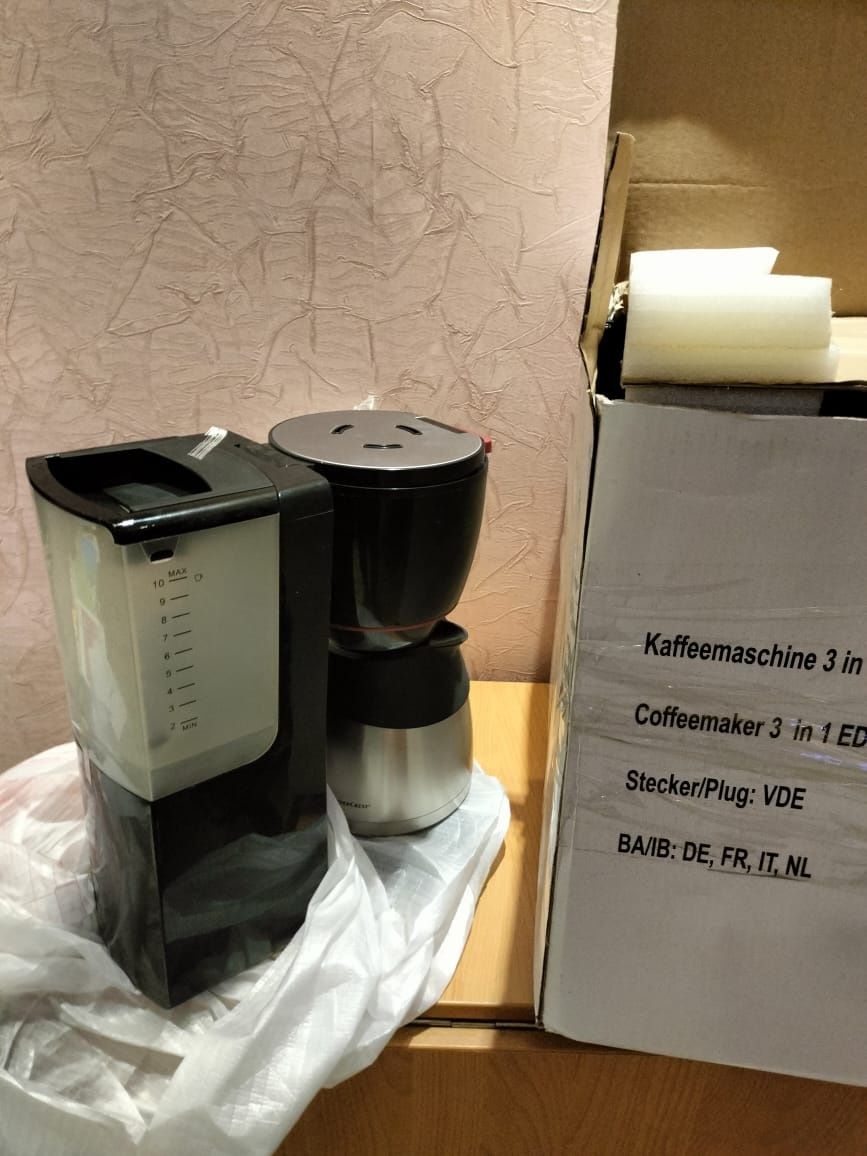 MAX
10
9
8
7
6
5
4
3
2 MIN
Kaffeemaschine 3 in
Coffeemaker 3 in 1 ED
Stecker/Plug: VDE
BA/IB: DE, FR, IT, NL